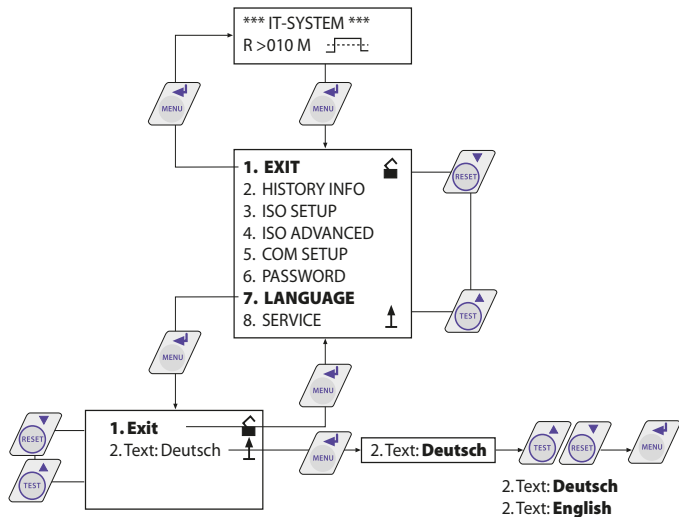 *** IT-SYSTEM ***
R >010 M
MENU
MENU
1. EXIT
2. HISTORY INFO
3. ISO SETUP
4. ISO ADVANCED
5. COM SETUP
6. PASSWORD
7. LANGUAGE
8. SERVICE
RESET
TEST
MENU
MENU
RESET
TEST
1. Exit
2. Text: Deutsch
MENU
2. Text: Deutsch
TEST
RESET
MENU
2. Text: Deutsch
2. Text: English